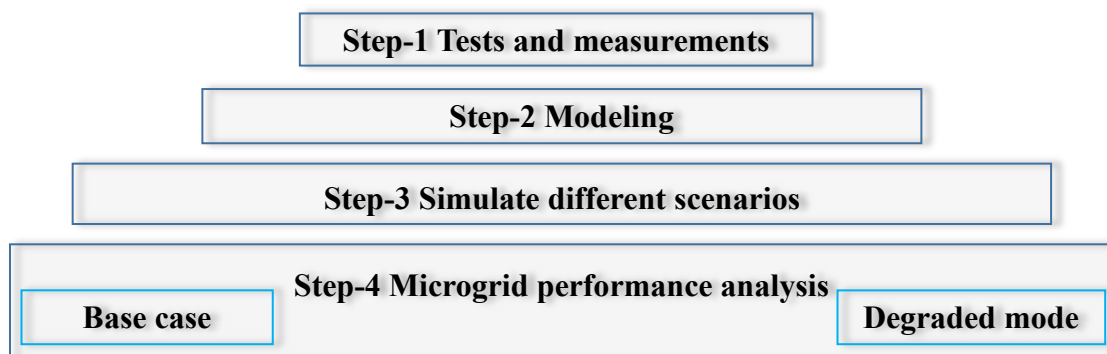 Step-1 Tests and measurements
Step-2 Modeling
Step-3 Simulate different scenarios
Step-4 Microgrid performance analysis
Base case
Degraded mode